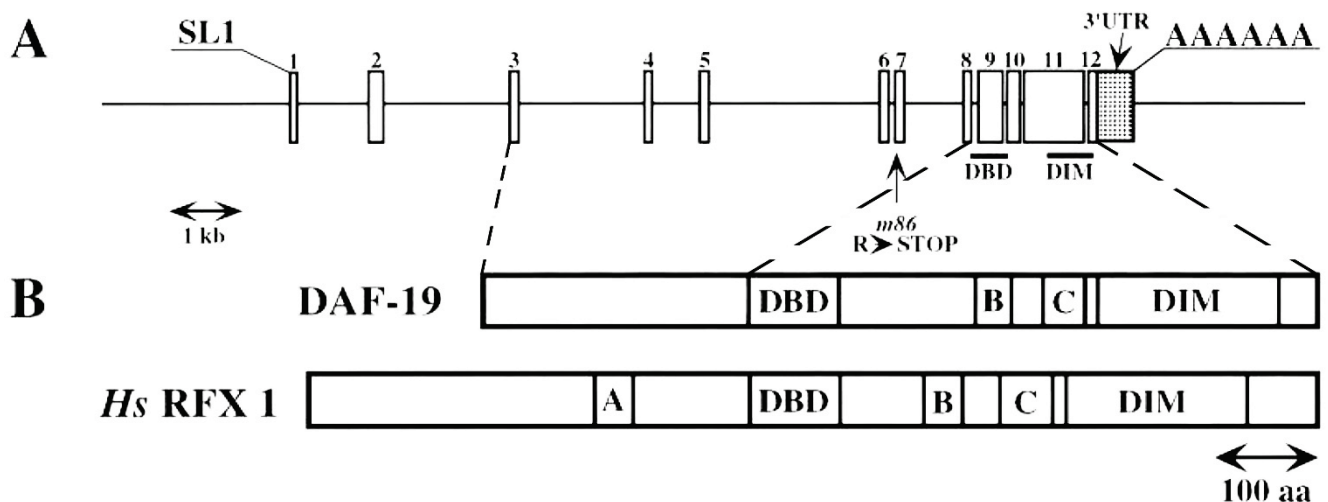 A
SL1
3'UTR
AAAAAA
1 2 3 4 5 6 7 8 9 10 11 12
DBD DIM
1 kb
m86
R➤STOP
B
DAF-19
DBD B C DIM
Hs RFX 1
A DBD B C DIM
100 aa